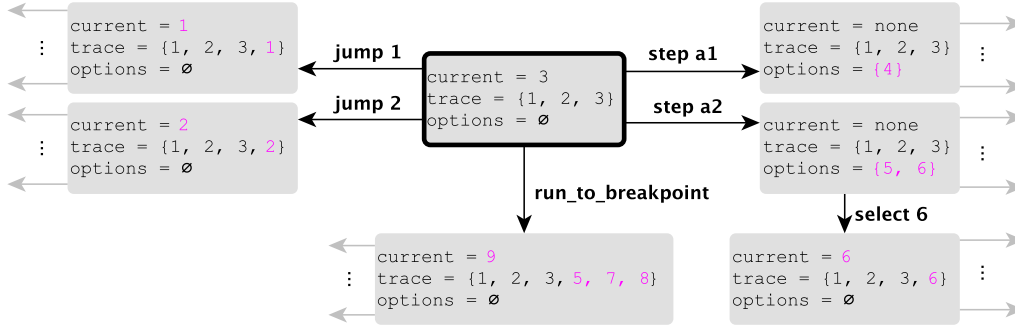 current = 1
trace = {1, 2, 3, 1}
options = ∅
⋮
jump 1
current = 3
trace = {1, 2, 3}
options = ∅
step a1
current = none
trace = {1, 2, 3}
options = {4}
⋮
current = 2
trace = {1, 2, 3, 2}
options = ∅
⋮
jump 2
step a2
current = none
trace = {1, 2, 3}
options = {5, 6}
⋮
run_to_breakpoint
select 6
current = 9
trace = {1, 2, 3, 5, 7, 8}
options = ∅
⋮
current = 6
trace = {1, 2, 3, 6}
options = ∅
⋮